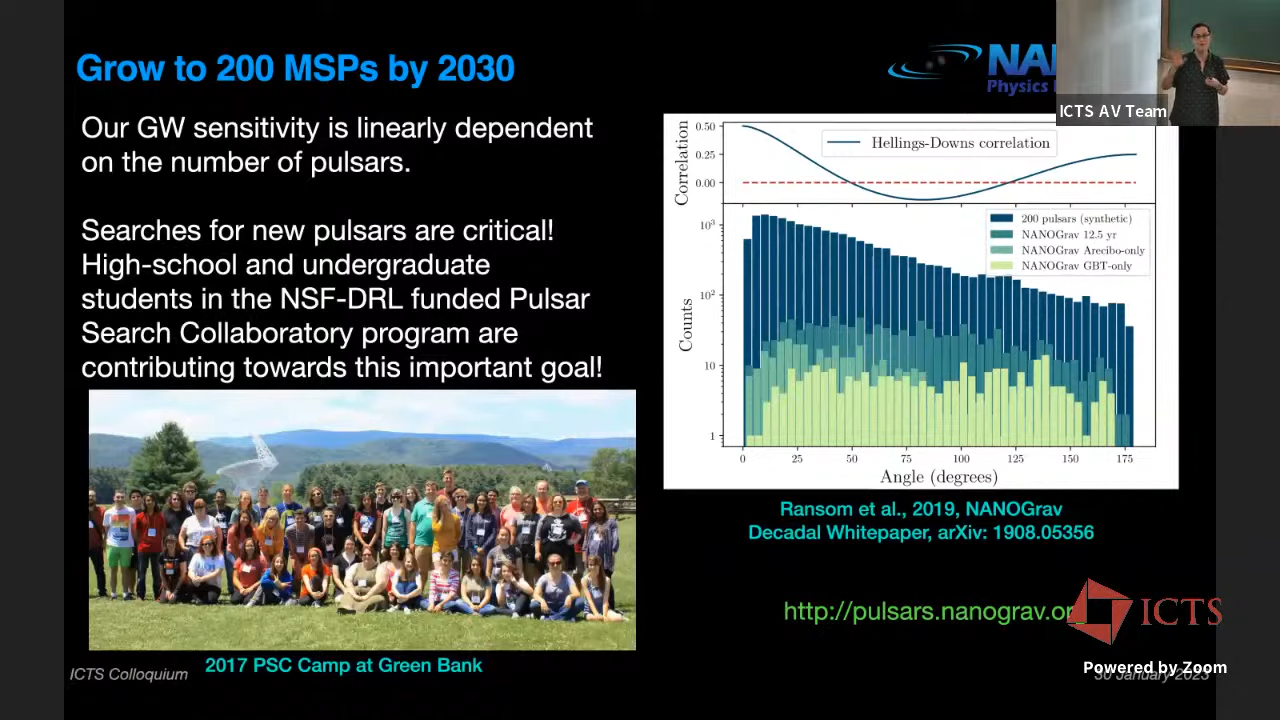 Grow to 200 MSPs by 2030
Our GW sensitivity is linearly dependent
on the number of pulsars.
Searches for new pulsars are critical!
High-school and undergraduate
students in the NSF-DRL funded Pulsar
Search Collaboratory program are
contributing towards this important goal!
2017 PSC Camp at Green Bank
ICTS Colloquium
Physics
ICTS AV Team
Correlation
0.50
0.25
0.00
Hellings-Downs correlation
200 pulsars (synthetic)
NANOGrav 12.5 yr
NANOGrav Arecibo-only
NANOGrav GBT-only
Counts
10³
10²
10
1
0 25 50 75 100 125 150 175
Angle (degrees)
Ransom et al., 2019, NANOGrav
Decadal Whitepaper, arXiv: 1908.05356
http://pulsars.nanograv.or
ICTS
Powered by Zoom
30 January 2023